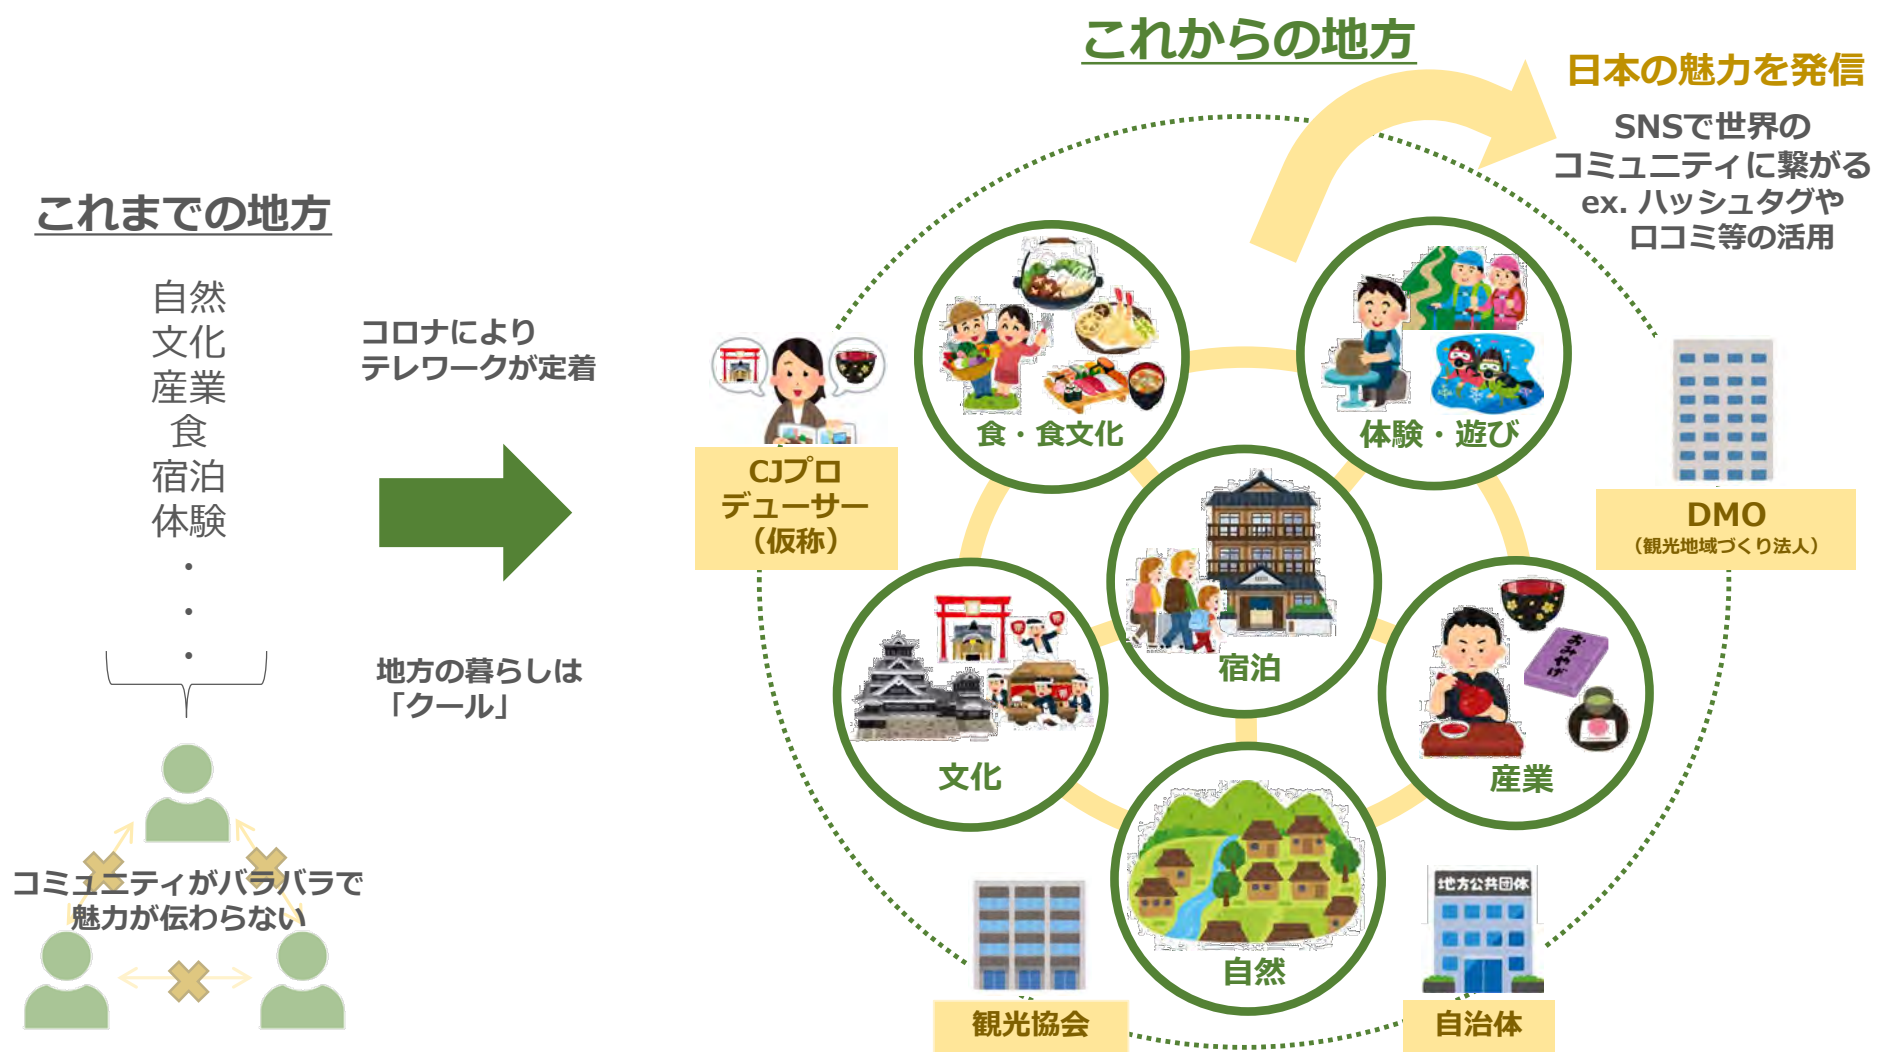 これまでの地方
自然
文化
産業
食
宿泊
体験
・
・
・
コミュニティがバラバラで
魅力が伝わらない
コロナにより
テレワークが定着
地方の暮らしは
「クール」
これからの地方
日本の魅力を発信
SNSで世界の
コミュニティに繋がる
ex. ハッシュタグや
口コミ等の活用
食・食文化
体験・遊び
CJプロ
デューサー
（仮称）
DMO
（観光地域づくり法人）
宿泊
文化
おみやげ
産業
自然
地方公共団体
観光協会
自治体